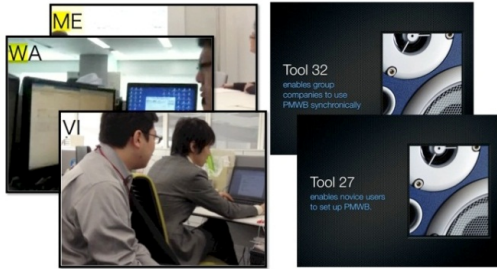 ME
WA
VI
Tool 32
enables group
companies to use
PMWB synchronically
Tool 27
enables novice users
to set up PMWB.